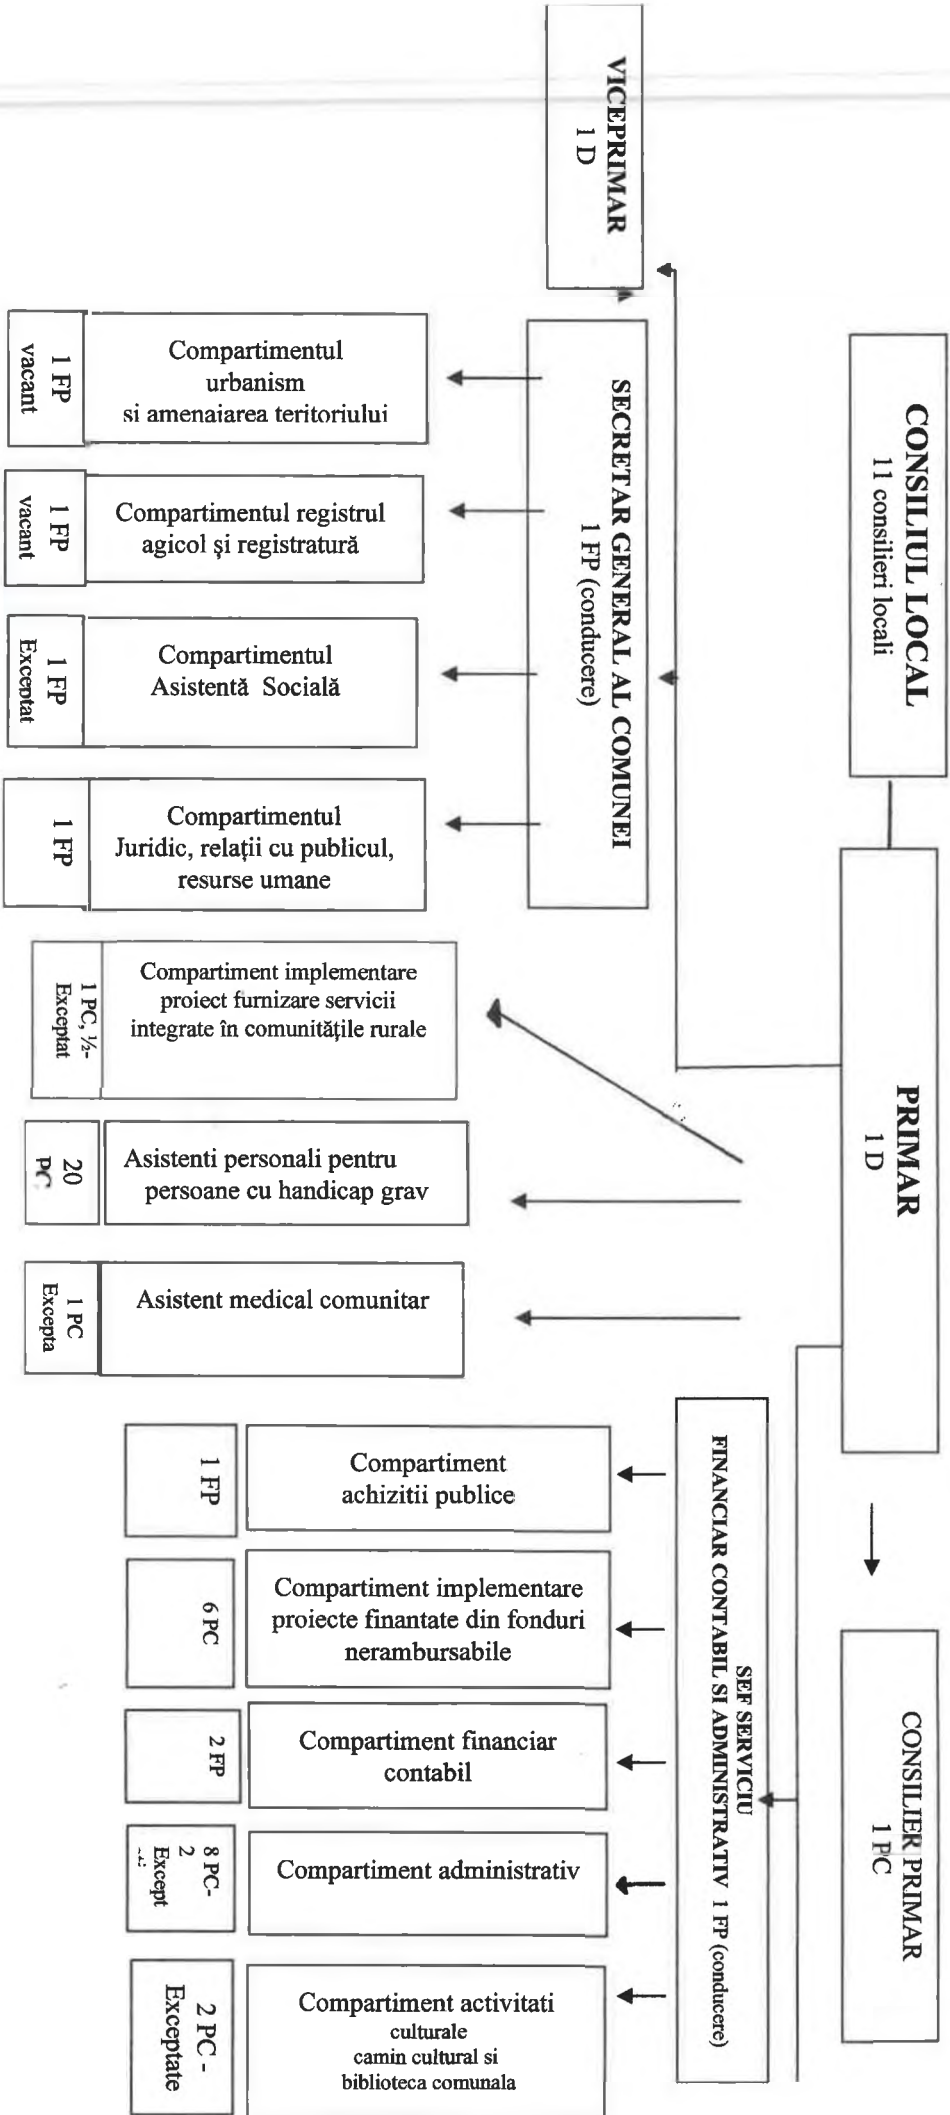 CONSILIUL LOCAL
11 consilieri locali
PRIMAR
1 D
CONSILIER PRIMAR
1 PC
VICEPRIMAR
1 D
SECRETAR GENERAL AL COMUNEI
1 FP (conducere)
SEF SERVICIU
FINANCIAR CONTABIL SI ADMINISTRATIV 1 FP (conducere)
Compartimentul
urbanism
si amenaiarea teritoriului
1 FP
vacant
Compartimentul registrul
agicol și registratură
1 FP
vacant
Compartimentul
Asistentă Socială
1 FP
Exceptat
Compartimentul
Juridic, relații cu publicul,
resurse umane
1 FP
Compartiment implementare
proiect furnizare servicii
integrate în comunitățile rurale
1 PC, ½-
Exceptat
Asistenti personali pentru
persoane cu handicap grav
20
PC
Asistent medical comunitar
1 PC
Excepta
Compartiment
achizitii publice
1 FP
Compartiment implementare
proiecte finantate din fonduri
nerambursabile
6 PC
Compartiment financiar
contabil
2 FP
Compartiment administrativ
8 PC-
2
Except
Compartiment activitati
culturale
camin cultural si
biblioteca comunala
2 PC -
Exceptate